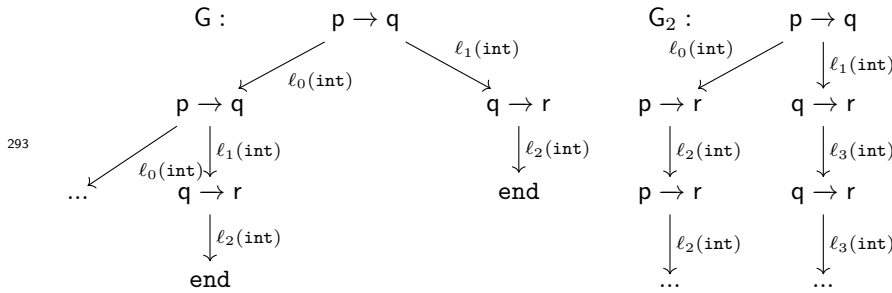 G : p → q G₂ : p → q
ℓ₀(int) ℓ₁(int) ℓ₀(int) ℓ₁(int)
p → q q → r p → r q → r
293
ℓ₀(int) ℓ₁(int) ℓ₂(int) ℓ₂(int) ℓ₃(int)
... q → r end p → r q → r
ℓ₂(int) ℓ₂(int) ℓ₃(int)
end ... ...